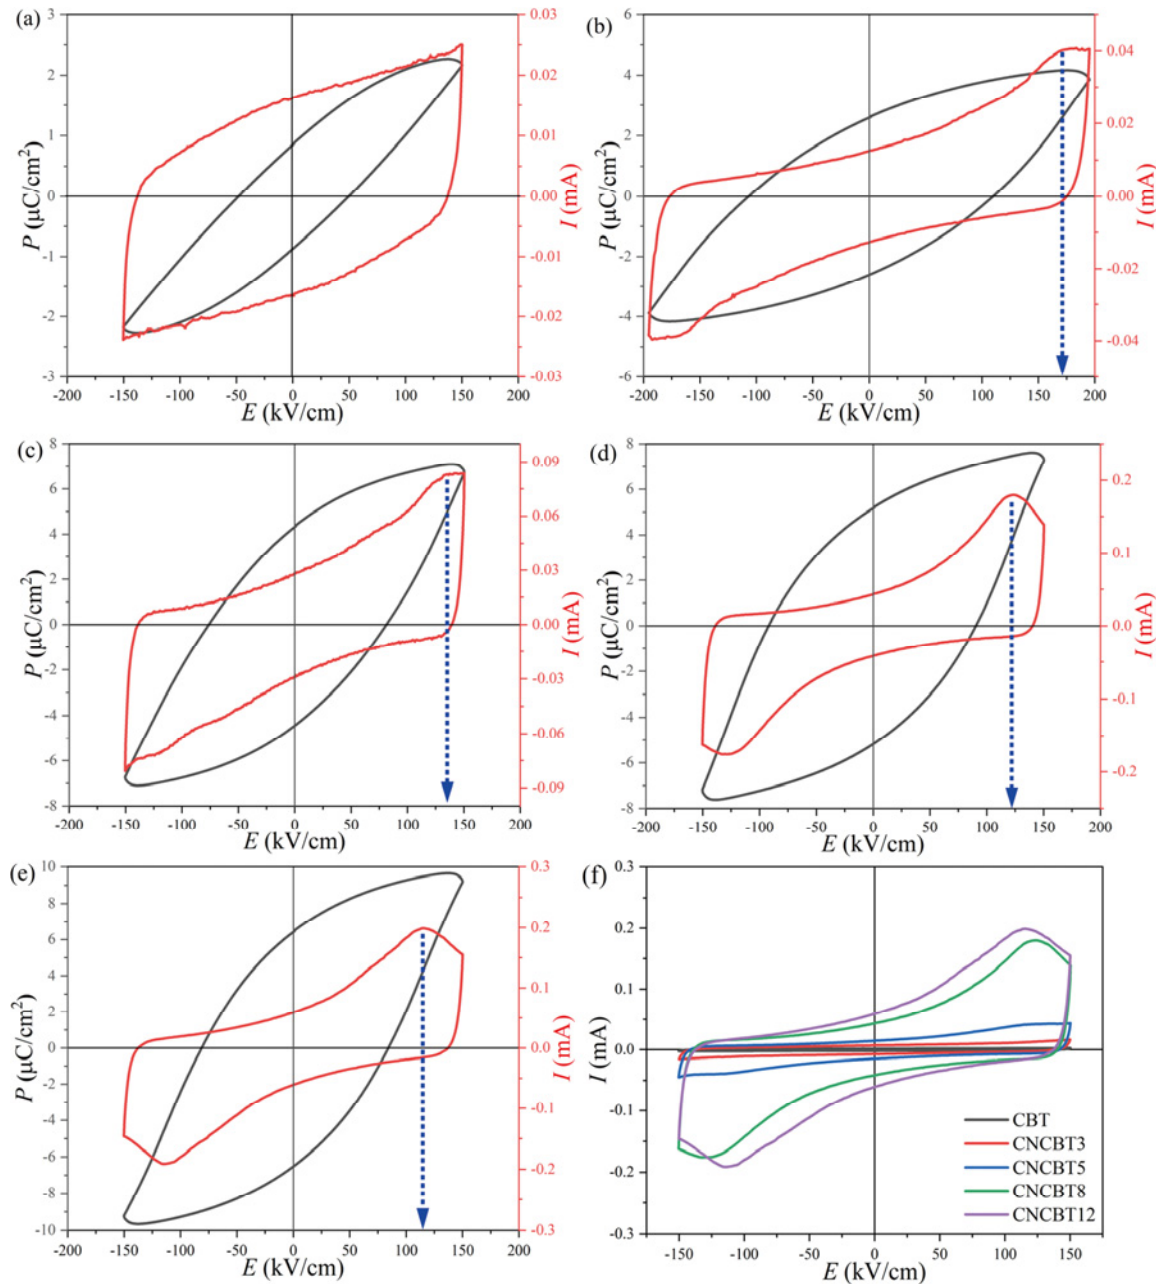 (a)
3
2
1
0
-1
-2
-3
P (μC/cm²)
0.03
0.02
0.01
0.00
-0.01
-0.02
-0.03
I (mA)
-200 -150 -100 -50 0 50 100 150 200
E (kV/cm)
(b)
6
4
2
0
-2
-4
-6
P (μC/cm²)
0.04
0.02
0.00
-0.02
-0.04
I (mA)
-200 -150 -100 -50 0 50 100 150 200
E (kV/cm)
(c)
8
6
4
2
0
-2
-4
-6
-8
P (μC/cm²)
0.09
0.06
0.03
0.00
-0.03
-0.06
-0.09
I (mA)
-200 -150 -100 -50 0 50 100 150 200
E (kV/cm)
(d)
8
6
4
2
0
-2
-4
-6
-8
P (μC/cm²)
0.2
0.1
0.0
-0.1
-0.2
I (mA)
-200 -150 -100 -50 0 50 100 150 200
E (kV/cm)
(e)
10
8
6
4
2
0
-2
-4
-6
-8
-10
P (μC/cm²)
0.3
0.2
0.1
0.0
-0.1
-0.2
-0.3
I (mA)
-200 -150 -100 -50 0 50 100 150 200
E (kV/cm)
(f)
0.3
0.2
0.1
0.0
-0.1
-0.2
-0.3
I (mA)
CBT
CNCBT3
CNCBT5
CNCBT8
CNCBT12
-150 -100 -50 0 50 100 150
E (kV/cm)